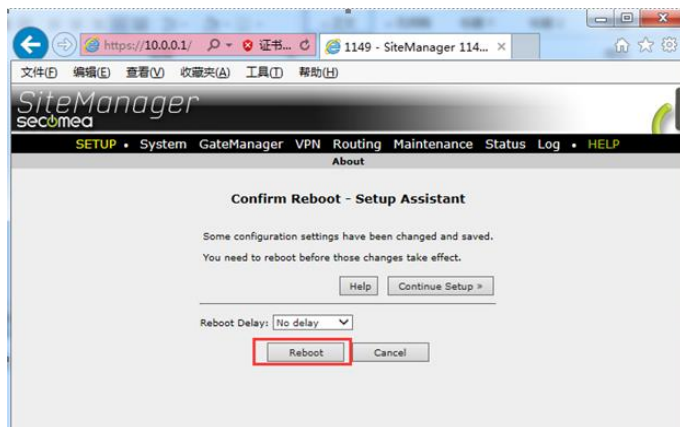 https://10.0.0.1/ 证书... 1149 - SiteManager 114...
文件(F) 编辑(E) 查看(V) 收藏夹(A) 工具(T) 帮助(H)
SiteManager
secomea
SETUP • System GateManager VPN Routing Maintenance Status Log • HELP
About
Confirm Reboot - Setup Assistant
Some configuration settings have been changed and saved.
You need to reboot before those changes take effect.
Help Continue Setup »
Reboot Delay: No delay
Reboot Cancel